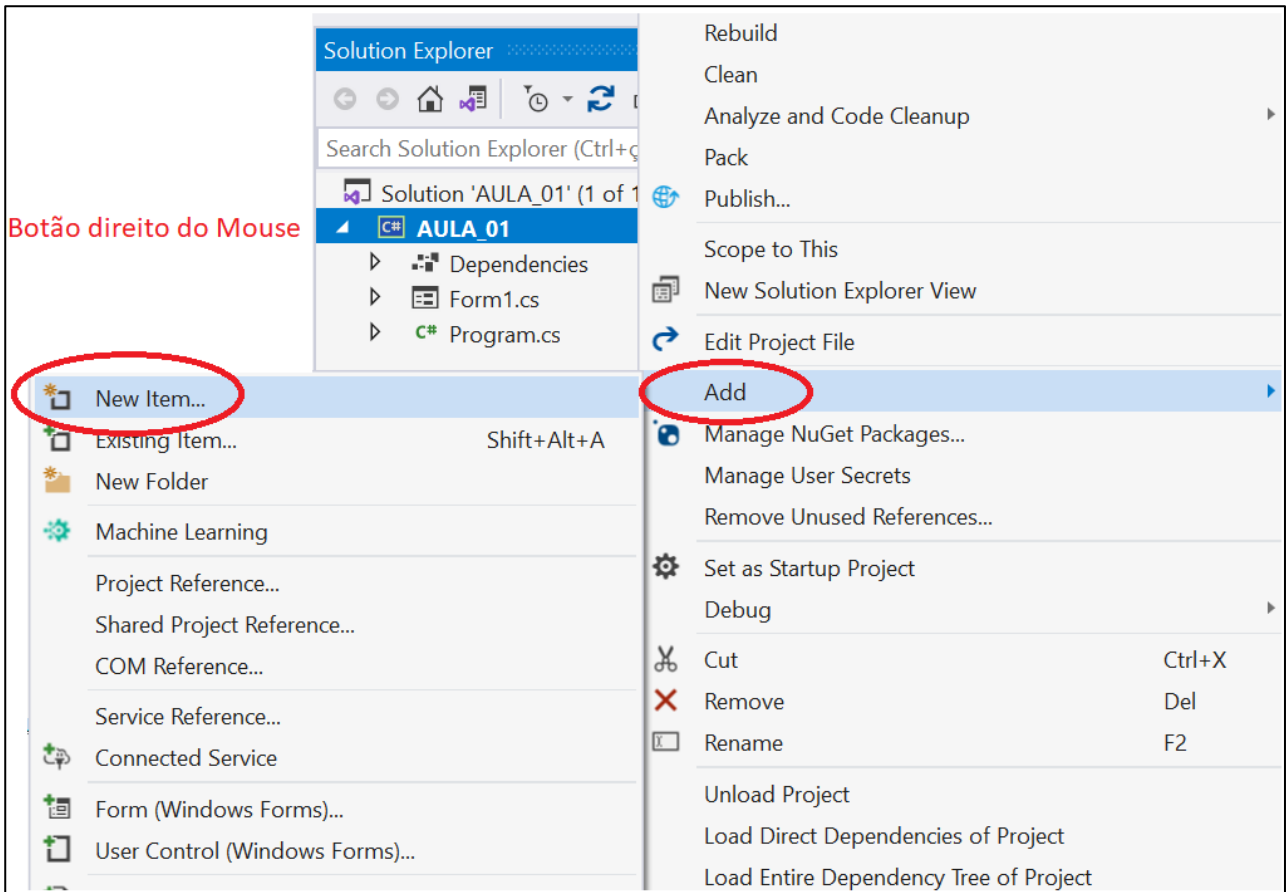 Solution Explorer
Search Solution Explorer (Ctrl+ç
Solution 'AULA_01' (1 of 1
Botão direito do Mouse
C# AULA_01
Dependencies
Form1.cs
C# Program.cs
Rebuild
Clean
Analyze and Code Cleanup
Pack
Publish...
Scope to This
New Solution Explorer View
Edit Project File
Add
Manage NuGet Packages...
Manage User Secrets
Remove Unused References...
Set as Startup Project
Debug
Cut Ctrl+X
Remove Del
Rename F2
Unload Project
Load Direct Dependencies of Project
Load Entire Dependency Tree of Project
New Item...
Existing Item... Shift+Alt+A
New Folder
Machine Learning
Project Reference...
Shared Project Reference...
COM Reference...
Service Reference...
Connected Service
Form (Windows Forms)...
User Control (Windows Forms)...